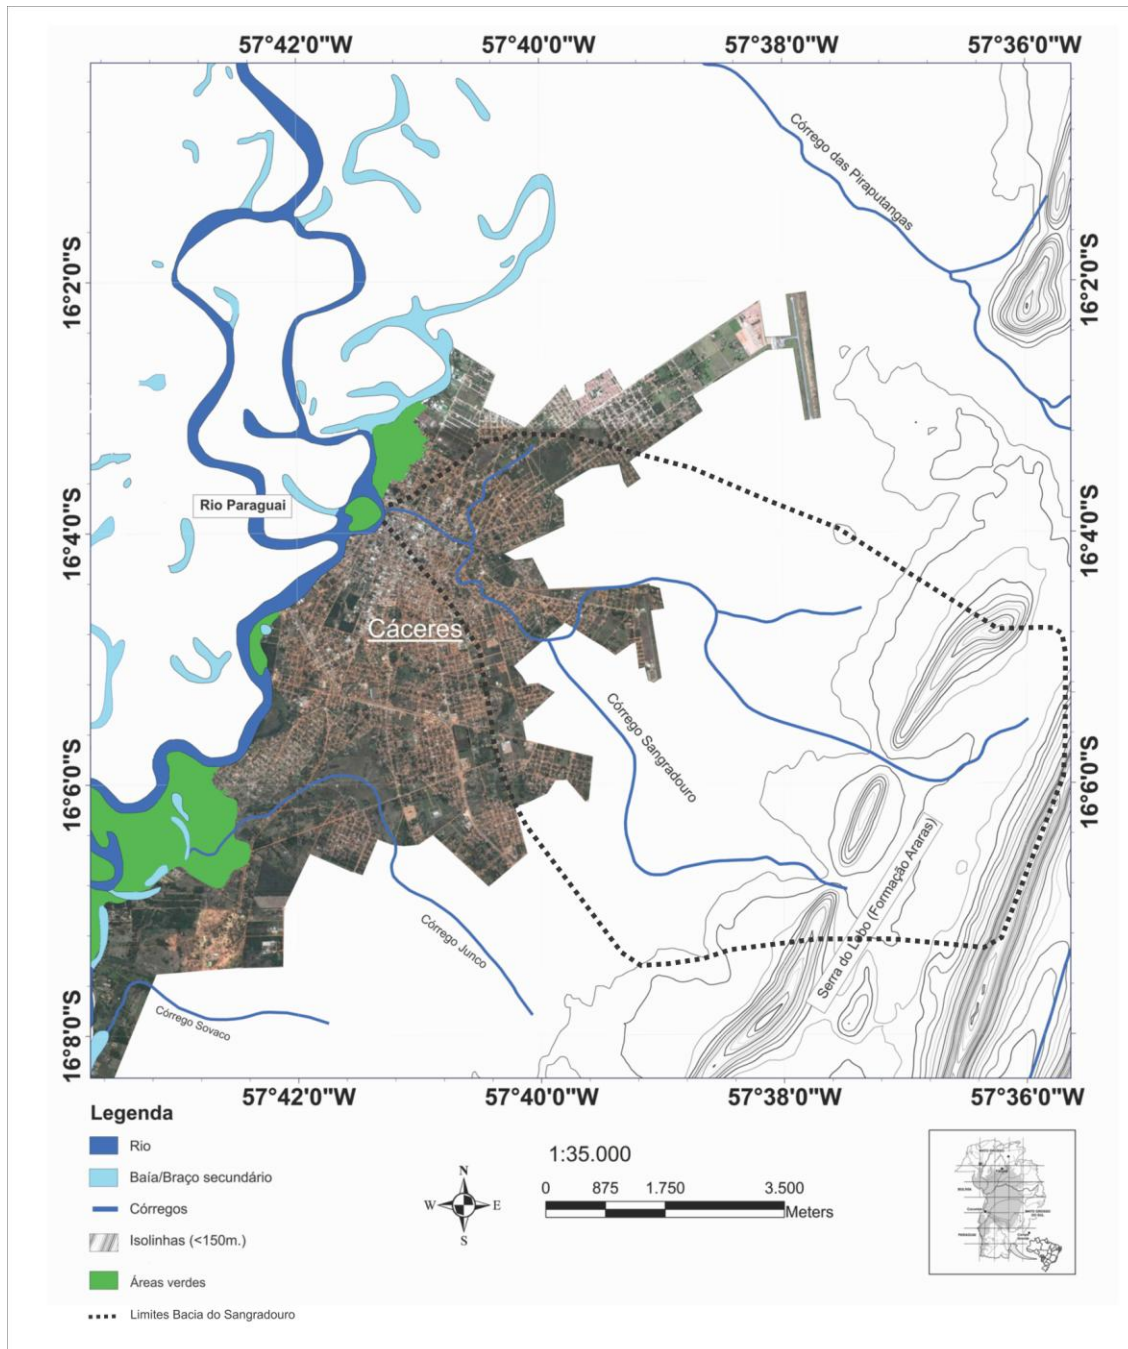 57°42'0"W 57°40'0"W 57°38'0"W 57°36'0"W
Córrego das Piraputangas
16°2'0"S
16°2'0"S
Rio Paraguai
16°4'0"S
16°4'0"S
Cáceres
Córrego Sangradouro
16°6'0"S
16°6'0"S
Serra do Lobo (Formação Araras)
Córrego Junco
Córrego Sovaco
16°8'0"S
57°42'0"W 57°40'0"W 57°38'0"W 57°36'0"W
Legenda
Rio
Baía/Braço secundário
Córregos
Isolinhas (<150m.)
Áreas verdes
Limites Bacia do Sangradouro
N
W E
S
1:35.000
0 875 1.750 3.500
Meters